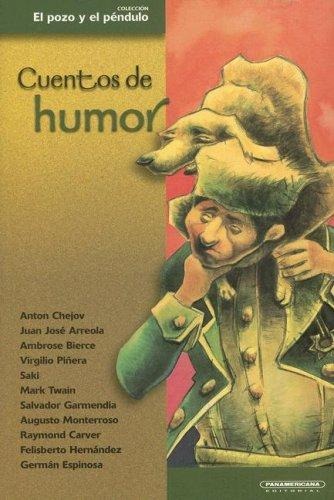 COLECCIÓN
El pozo y el péndulo
Cuentos de
humor
Anton Chejov
Juan José Arreola
Ambrose Bierce
Virgilio Piñera
Saki
Mark Twain
Salvador Garmendia
Augusto Monterroso
Raymond Carver
Felisberto Hernández
Germán Espinosa
PANAMERICANA
EDITORIAL